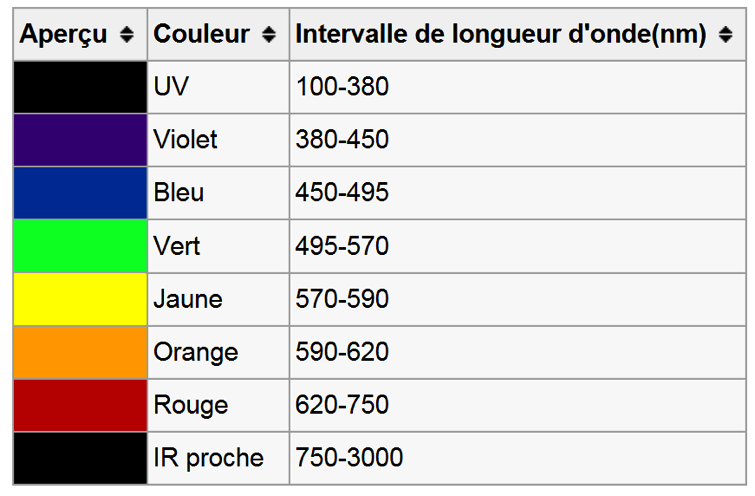 Aperçu Couleur Intervalle de longueur d'onde(nm)
UV 100-380
Violet 380-450
Bleu 450-495
Vert 495-570
Jaune 570-590
Orange 590-620
Rouge 620-750
IR proche 750-3000